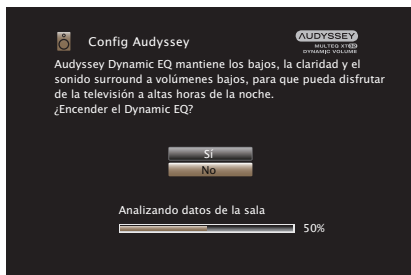 Config Audyssey
AUDYSSEY
MULTEQ XT32
DYNAMIC VOLUME
Audyssey Dynamic EQ mantiene los bajos, la claridad y el
sonido surround a volúmenes bajos, para que pueda disfrutar
de la televisión a altas horas de la noche.
¿Encender el Dynamic EQ?
Sí
No
Analizando datos de la sala
50%